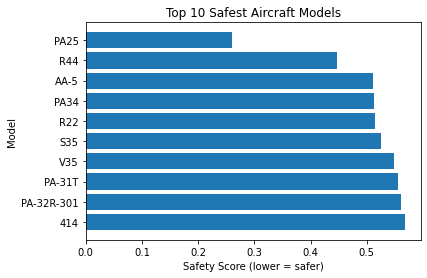 Top 10 Safest Aircraft Models
Model
PA25
R44
AA-5
PA34
R22
S35
V35
PA-31T
PA-32R-301
414
0.0 0.1 0.2 0.3 0.4 0.5
Safety Score (lower = safer)